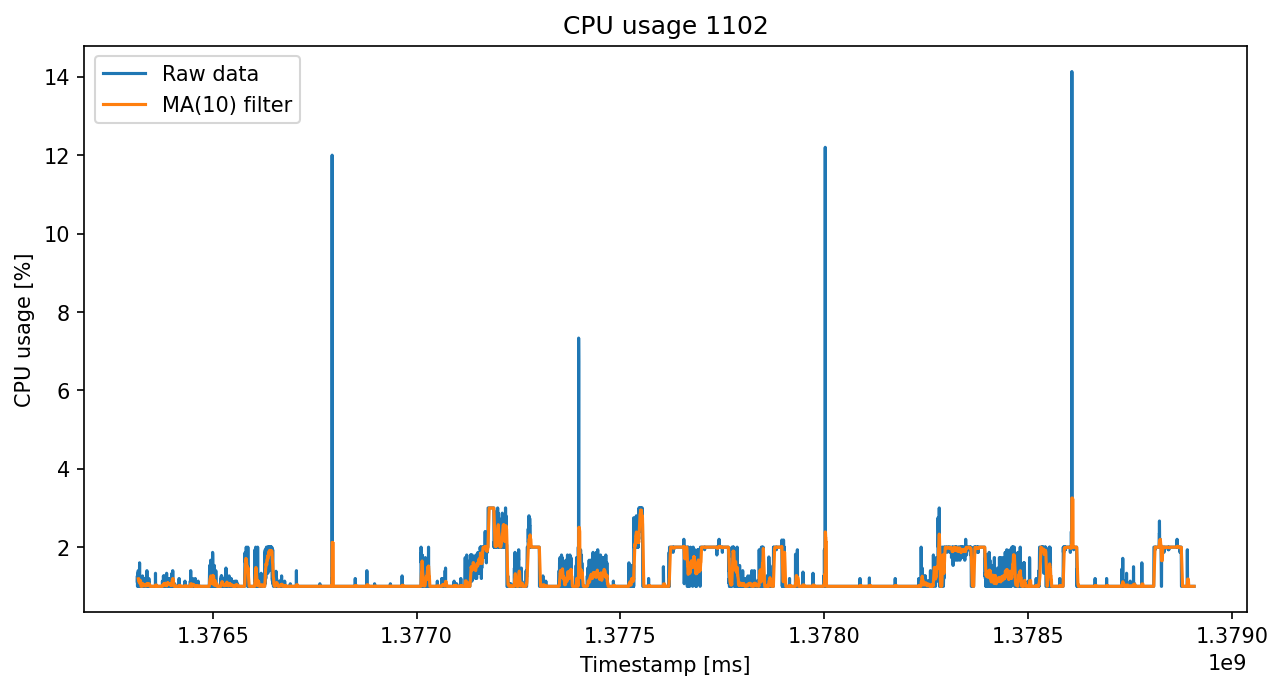 CPU usage 1102
Raw data
MA(10) filter
CPU usage [%]
14
12
10
8
6
4
2
1.3765 1.3770 1.3775 1.3780 1.3785 1.3790
1e9
Timestamp [ms]